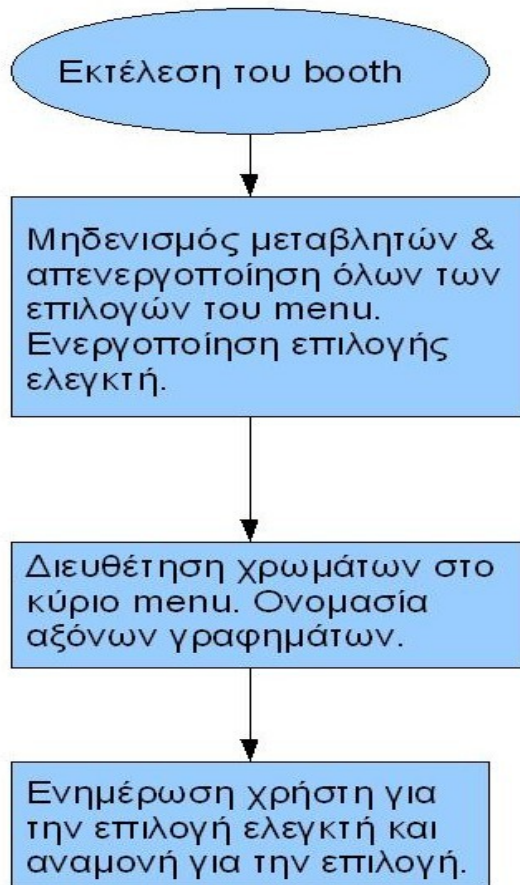 Εκτέλεση του booth
Μηδενισμός μεταβλητών &
απενεργοποίηση όλων των
επιλογών του menu.
Ενεργοποίηση επιλογής
ελεγκτή.
Διευθέτηση χρωμάτων στο
κύριο menu. Ονομασία
αξόνων γραφημάτων.
Ενημέρωση χρήστη για
την επιλογή ελεγκτή και
αναμονή για την επιλογή.